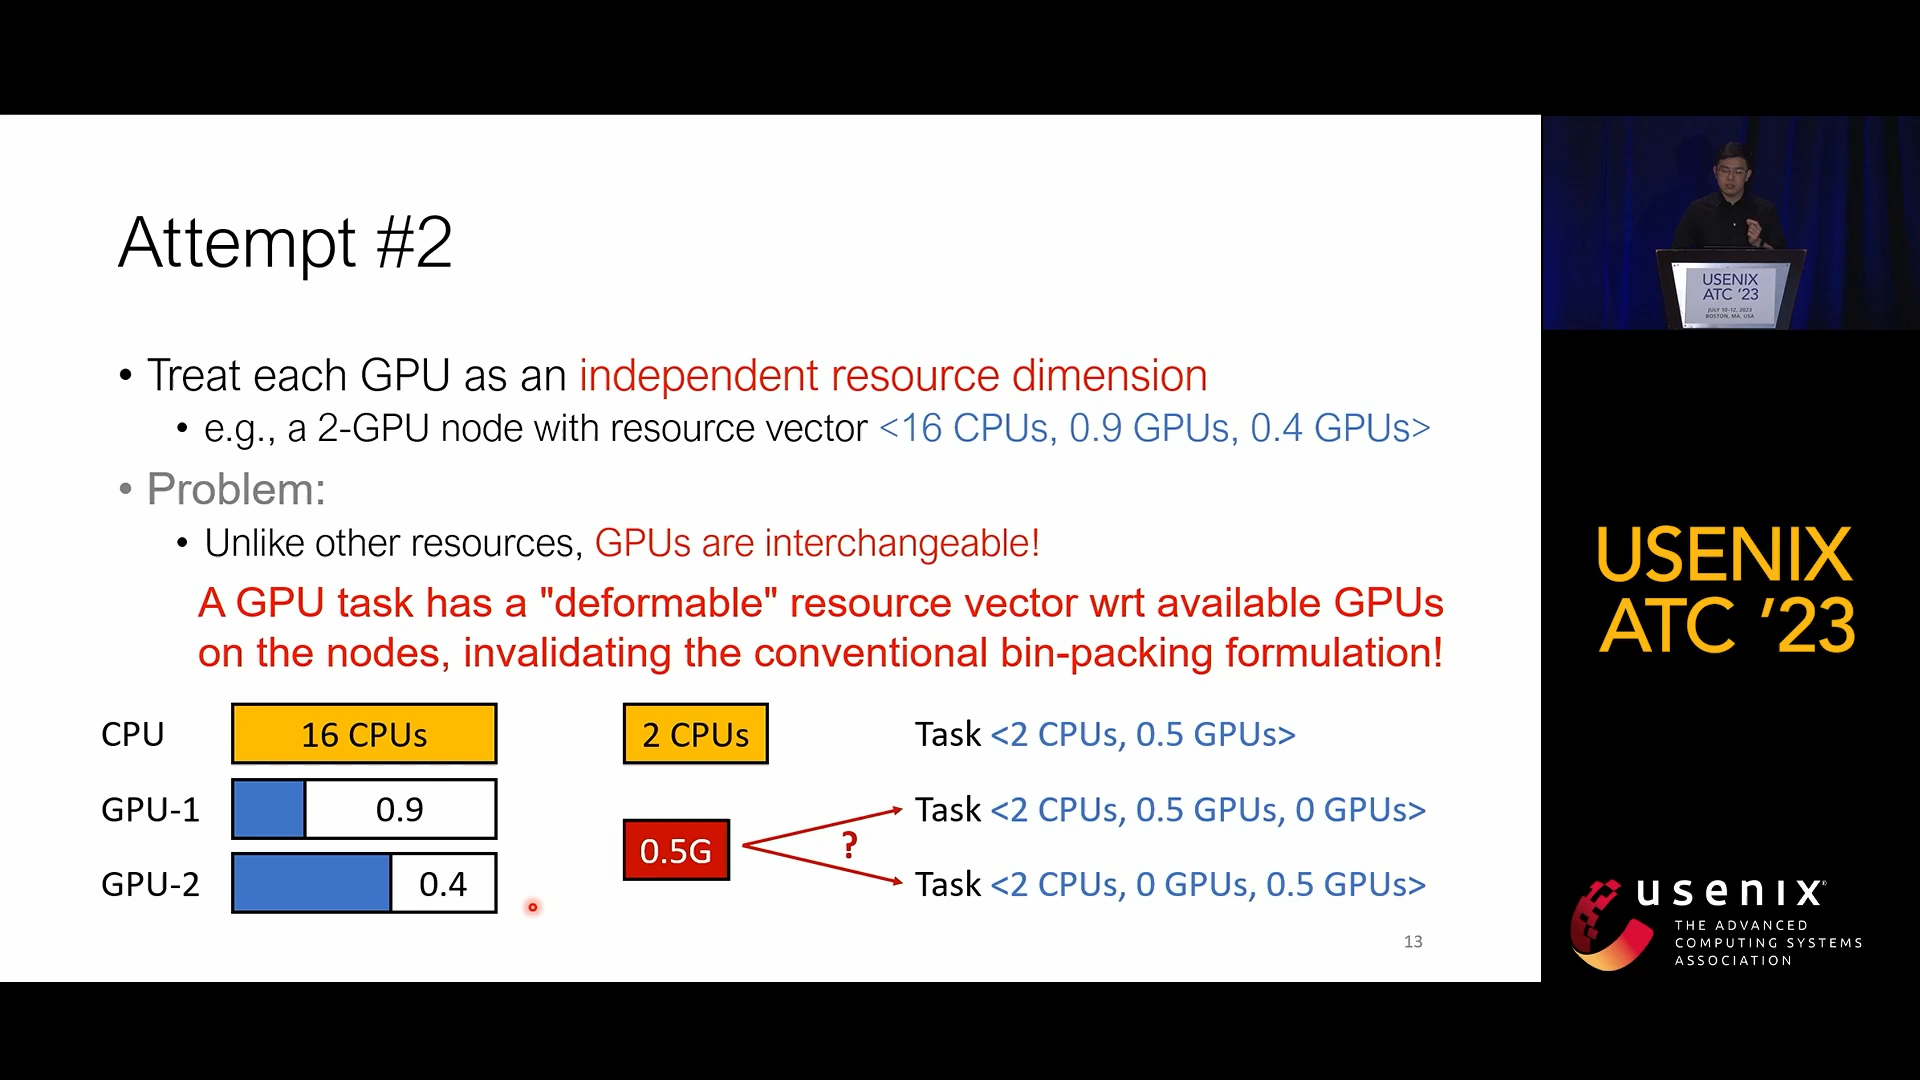 Attempt #2
• Treat each GPU as an independent resource dimension
• e.g., a 2-GPU node with resource vector <16 CPUs, 0.9 GPUs, 0.4 GPUs>
• Problem:
• Unlike other resources, GPUs are interchangeable!
A GPU task has a "deformable" resource vector wrt available GPUs
on the nodes, invalidating the conventional bin-packing formulation!
CPU
16 CPUs
2 CPUs
Task <2 CPUs, 0.5 GPUs>
GPU-1
0.9
Task <2 CPUs, 0.5 GPUs, 0 GPUs>
0.5G
?
GPU-2
0.4
Task <2 CPUs, 0 GPUs, 0.5 GPUs>
13
USENIX
ATC '23
JULY 10–12, 2023
BOSTON, MA, USA
USENIX
ATC '23
usenix®
THE ADVANCED
COMPUTING SYSTEMS
ASSOCIATION